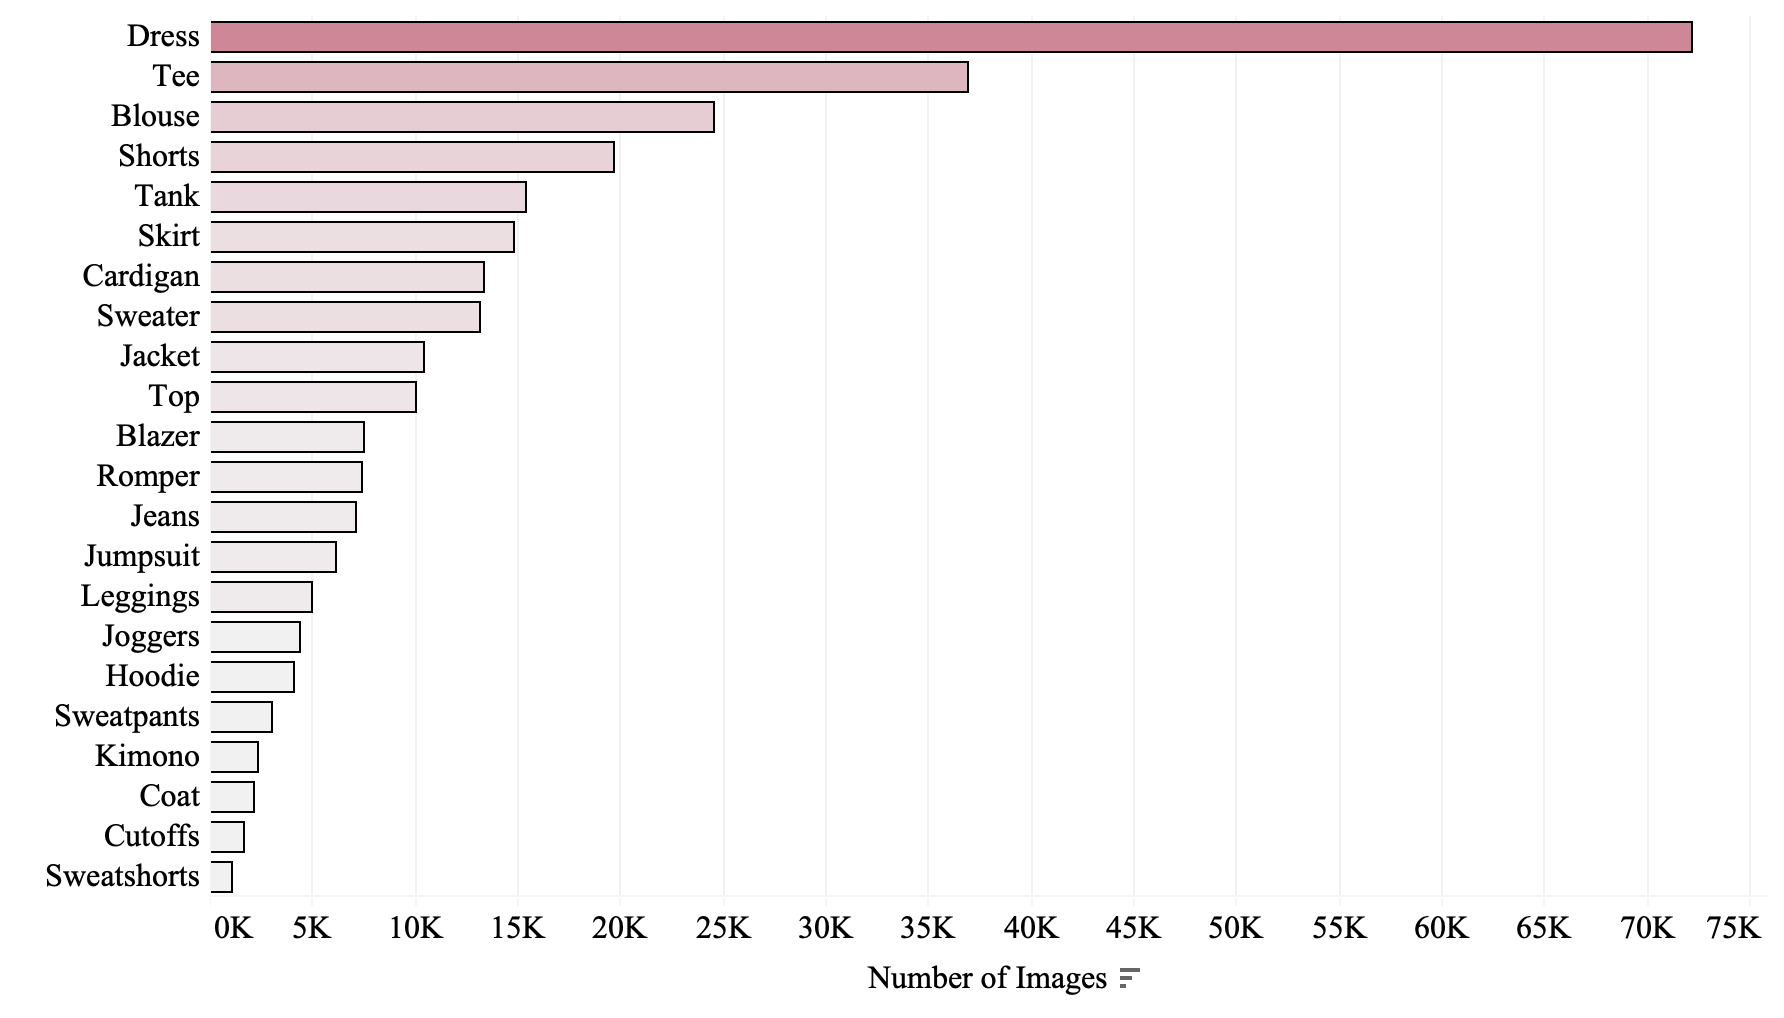 Dress
Tee
Blouse
Shorts
Tank
Skirt
Cardigan
Sweater
Jacket
Top
Blazer
Romper
Jeans
Jumpsuit
Leggings
Joggers
Hoodie
Sweatpants
Kimono
Coat
Cutoffs
Sweatshorts
0K 5K 10K 15K 20K 25K 30K 35K 40K 45K 50K 55K 60K 65K 70K 75K
Number of Images